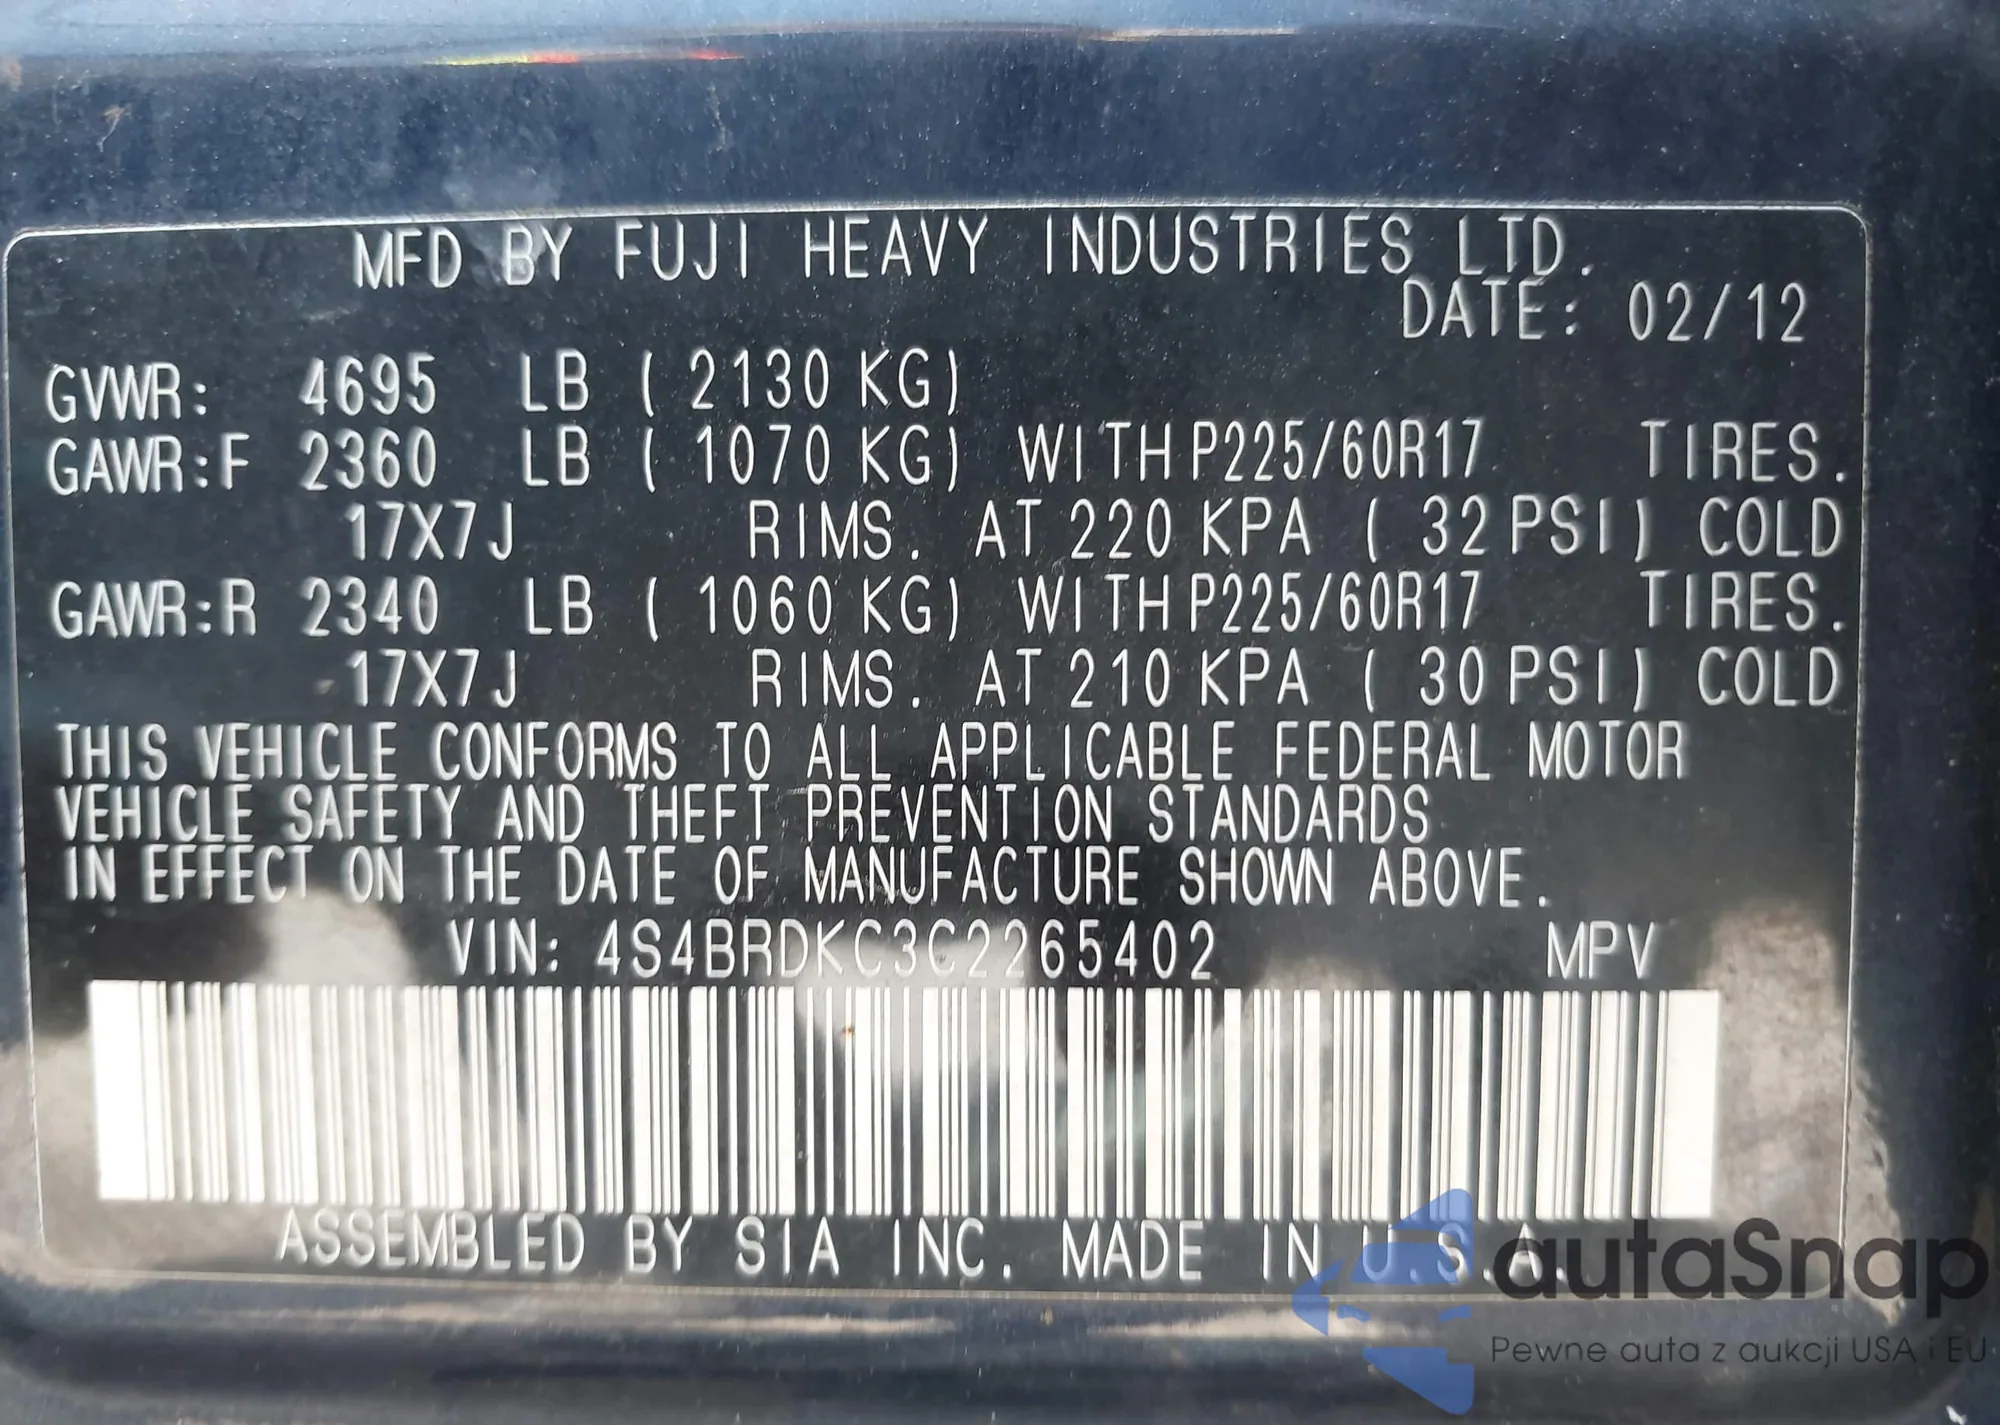 MFD BY FUJI HEAVY INDUSTRIES LTD.
DATE: 02/12
GVWR: 4695 LB (2130 KG)
GAWR:F 2360 LB (1070 KG) WITH P225/60R17 TIRES.
17X7J RIMS. AT 220 KPA (32 PSI) COLD
GAWR:R 2340 LB (1060 KG) WITH P225/60R17 TIRES.
17X7J RIMS. AT 210 KPA (30 PSI) COLD
THIS VEHICLE CONFORMS TO ALL APPLICABLE FEDERAL MOTOR
VEHICLE SAFETY AND THEFT PREVENTION STANDARDS
IN EFFECT ON THE DATE OF MANUFACTURE SHOWN ABOVE.
VIN: 4S4BRDKC3C2265402 MPV
ASSEMBLED BY SIA INC. MADE IN U.S.A.
autaSnap
Pewne auta z aukcji USA i EU